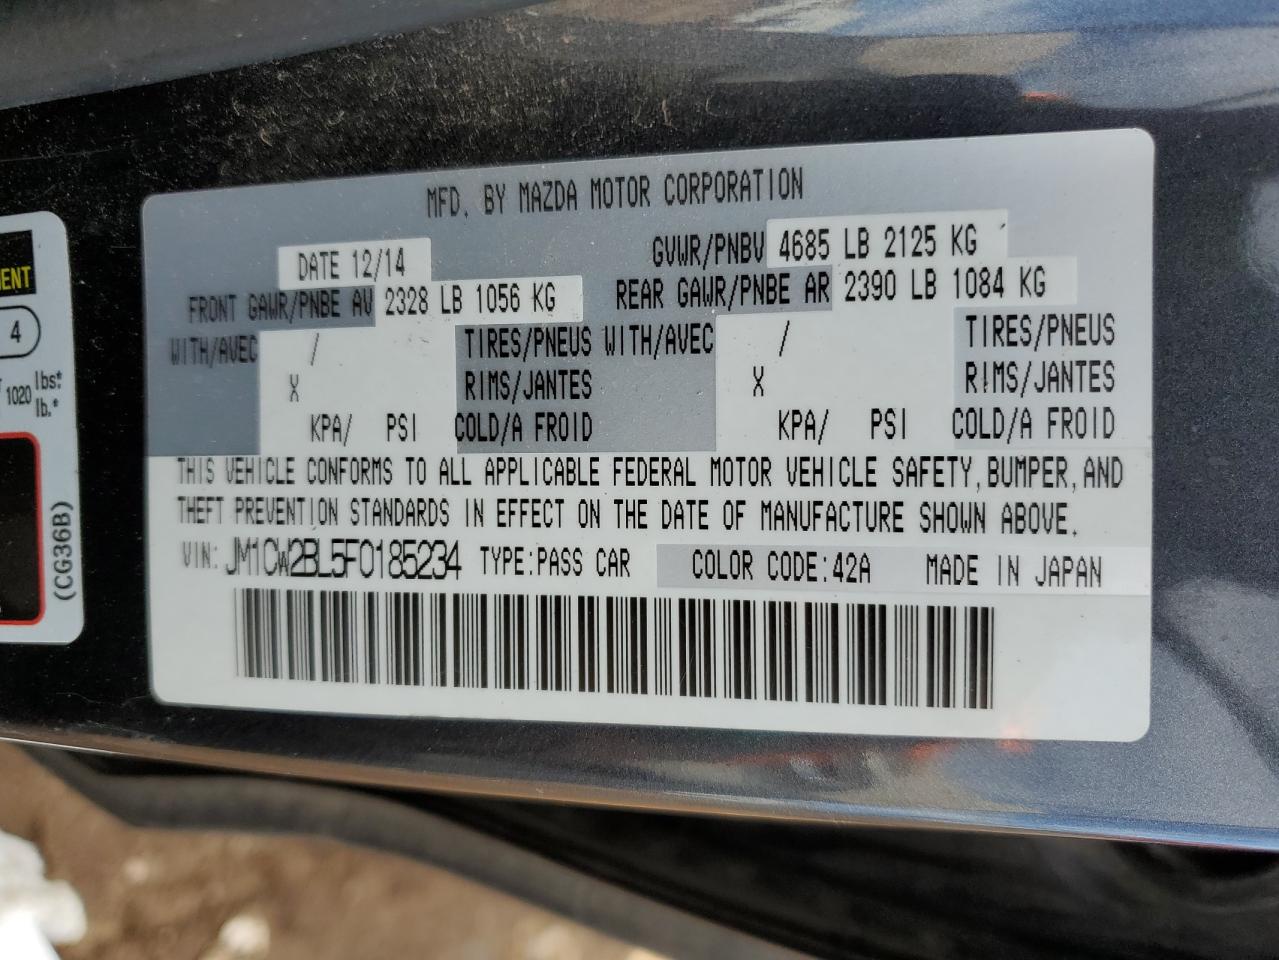 MFD. BY MAZDA MOTOR CORPORATION
DATE 12/14 GVWR/PNBV 4685 LB 2125 KG
FRONT GAWR/PNBE AV 2328 LB 1056 KG REAR GAWR/PNBE AR 2390 LB 1084 KG
WITH/AVEC / TIRES/PNEUS WITH/AVEC / TIRES/PNEUS
X RIMS/JANTES X RIMS/JANTES
KPA/ PSI COLD/A FROID KPA/ PSI COLD/A FROID
THIS VEHICLE CONFORMS TO ALL APPLICABLE FEDERAL MOTOR VEHICLE SAFETY, BUMPER, AND
THEFT PREVENTION STANDARDS IN EFFECT ON THE DATE OF MANUFACTURE SHOWN ABOVE.
VIN: JM1CW2BL5F0185234 TYPE:PASS CAR COLOR CODE:42A MADE IN JAPAN
4
1020 lbs*
lb.*
(CG36B)